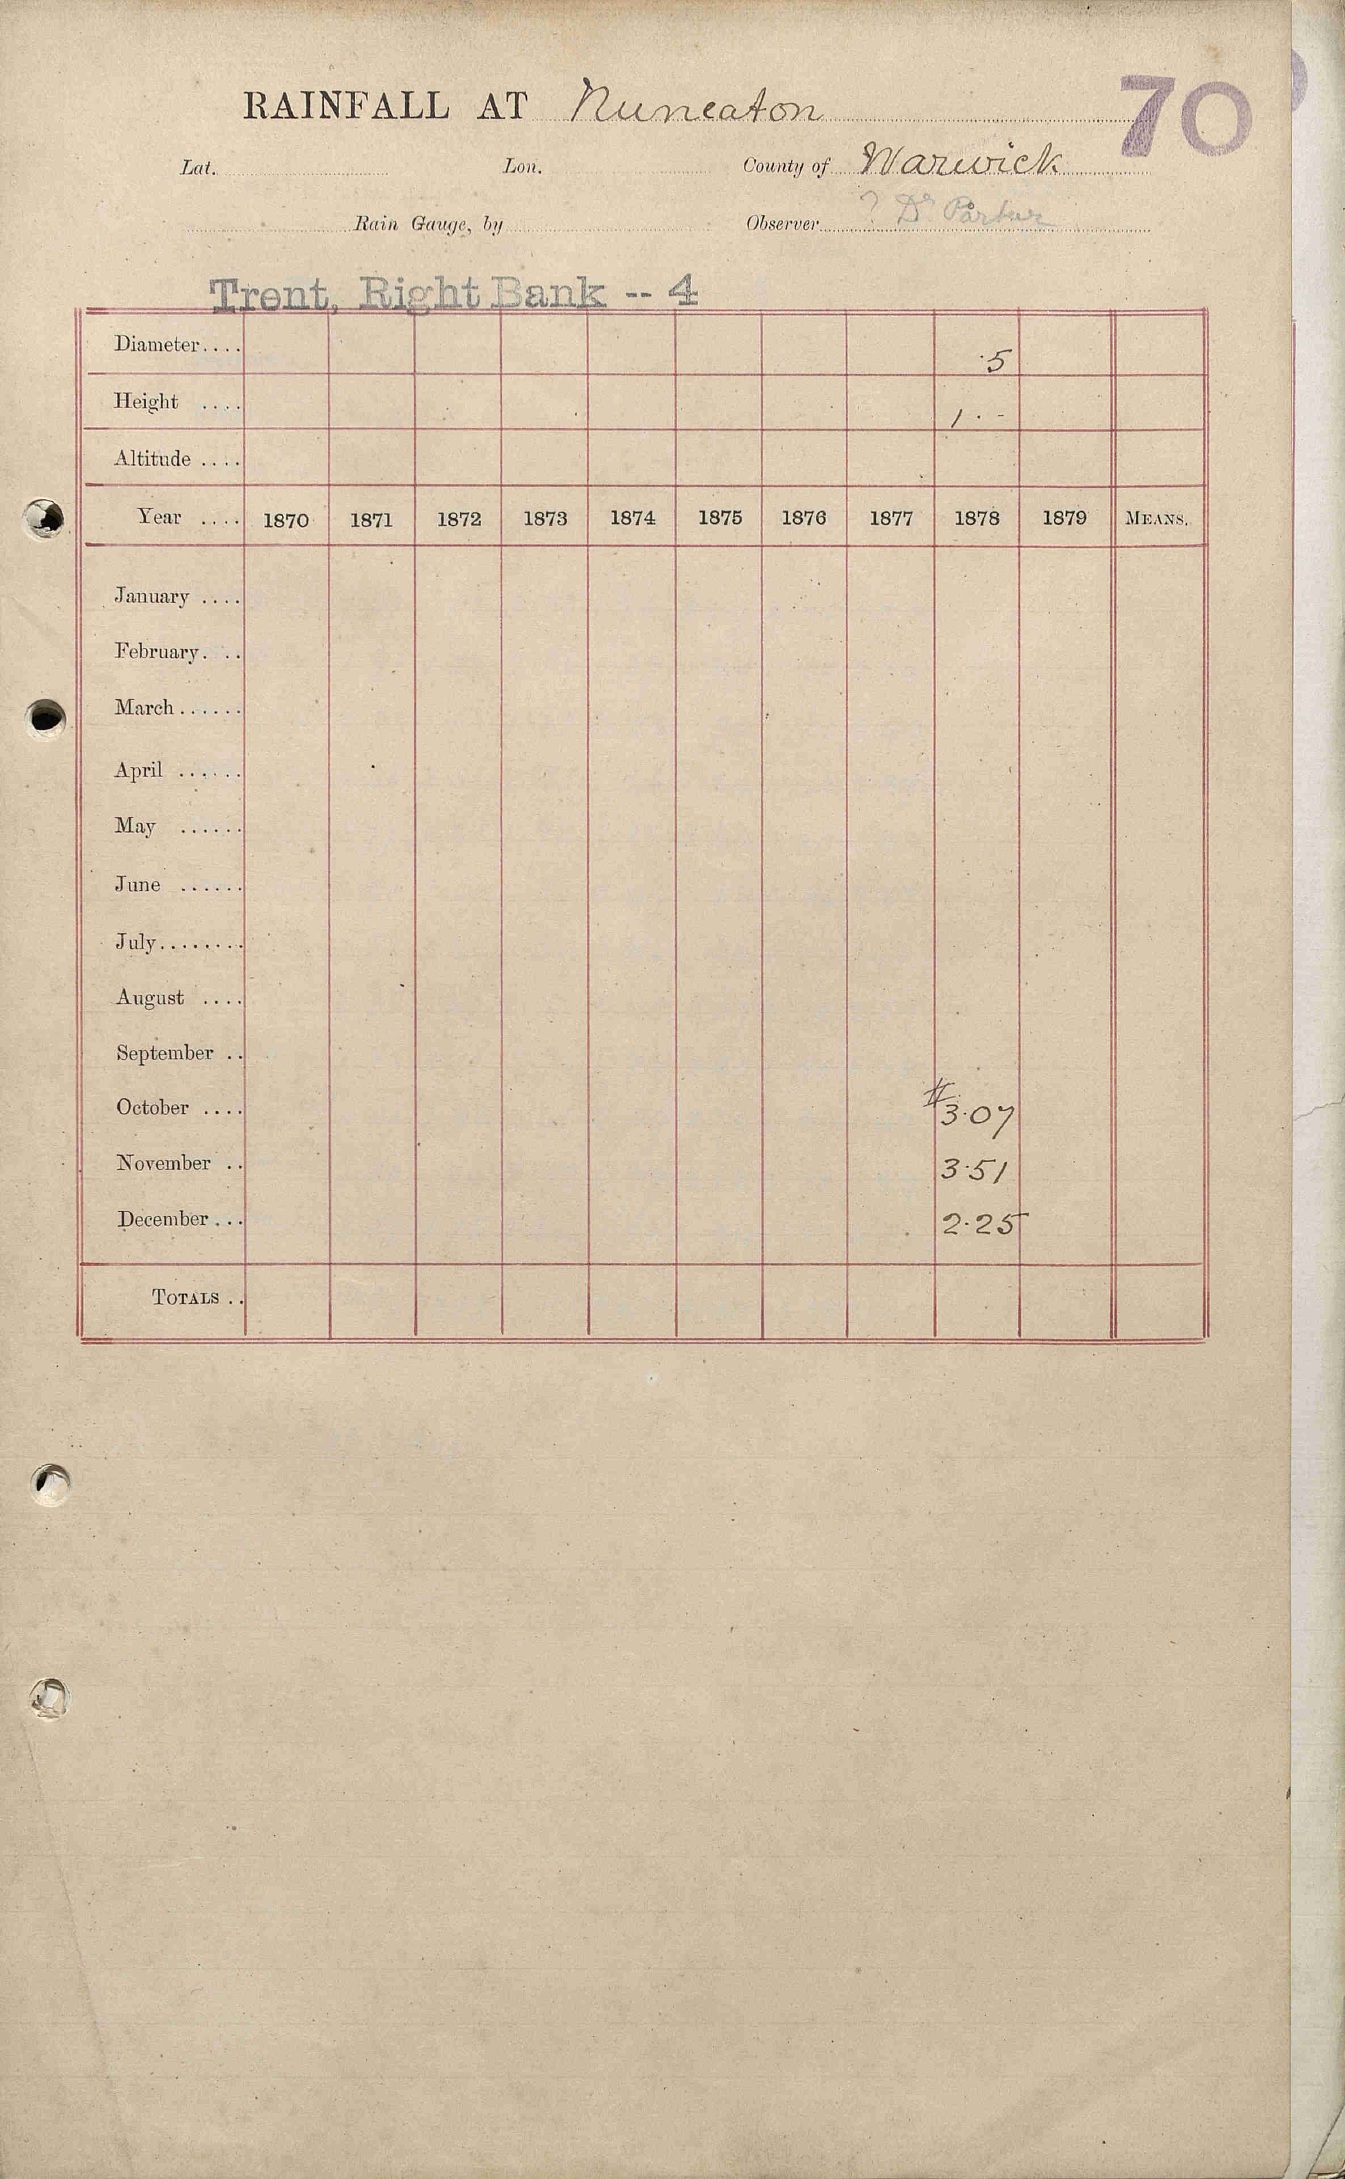 70
RAINFALL AT Nuneaton
Lat. Lon. County of Warwick
Rain Gauge, by Observer ? Dr.
Trent, Right Bank -- 4
Diameter.... ·5
Height .... 1 · -
Altitude ....
Year .... 1870 1871 1872 1873 1874 1875 1876 1877 1878 1879 MEANS.
January ....
February. ..
March ......
April ......
May ......
June ......
July........
August ....
September ..
October .... #3·07
November .. 3·51
December... 2·25
TOTALS ..